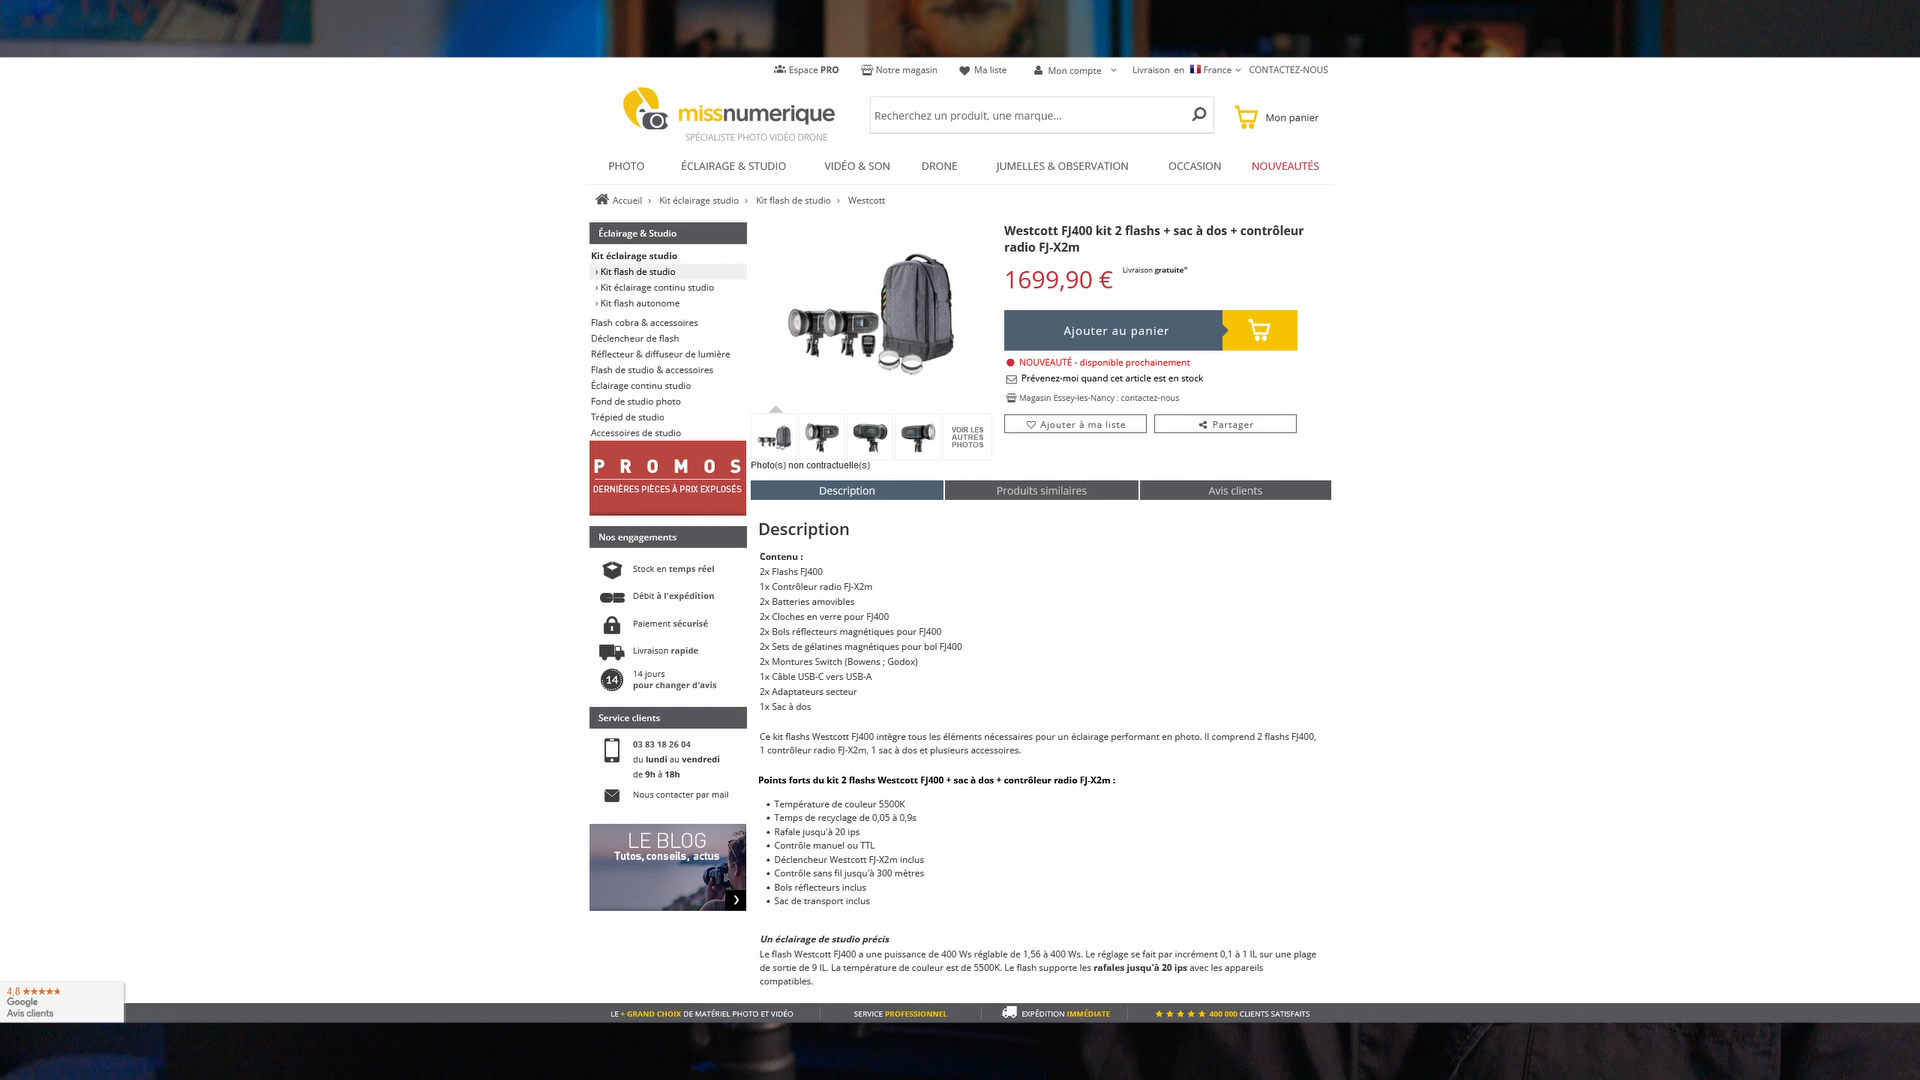 Espace PRO
Notre magasin
Ma liste
Mon compte
Livraison en France
CONTACTEZ-NOUS
missnumerique
SPÉCIALISTE PHOTO VIDÉO DRONE
Recherchez un produit, une marque...
Mon panier
PHOTO
ÉCLAIRAGE & STUDIO
VIDÉO & SON
DRONE
JUMELLES & OBSERVATION
OCCASION
NOUVEAUTÉS
Accueil › Kit éclairage studio › Kit flash de studio › Westcott
Éclairage & Studio
Kit éclairage studio
› Kit flash de studio
› Kit éclairage continu studio
› Kit flash autonome
Flash cobra & accessoires
Déclencheur de flash
Réflecteur & diffuseur de lumière
Flash de studio & accessoires
Éclairage continu studio
Fond de studio photo
Trépied de studio
Accessoires de studio
PROMOS
DERNIÈRES PIÈCES À PRIX EXPLOSÉS
Nos engagements
Stock en temps réel
Débit à l'expédition
Paiement sécurisé
Livraison rapide
14
14 jours
pour changer d'avis
Service clients
03 83 18 26 04
du lundi au vendredi
de 9h à 18h
Nous contacter par mail
LE BLOG
Tutos, conseils, actus
VOIR LES
AUTRES
PHOTOS
Photo(s) non contractuelle(s)
Westcott FJ400 kit 2 flashs + sac à dos + contrôleur
radio FJ-X2m
1699,90 €
Livraison gratuite*
Ajouter au panier
NOUVEAUTÉ - disponible prochainement
Prévenez-moi quand cet article est en stock
Magasin Essey-les-Nancy : contactez-nous
Ajouter à ma liste
Partager
Description
Produits similaires
Avis clients
Description
Contenu :
2x Flashs FJ400
1x Contrôleur radio FJ-X2m
2x Batteries amovibles
2x Cloches en verre pour FJ400
2x Bols réflecteurs magnétiques pour FJ400
2x Sets de gélatines magnétiques pour bol FJ400
2x Montures Switch (Bowens ; Godox)
1x Câble USB-C vers USB-A
2x Adaptateurs secteur
1x Sac à dos
Ce kit flashs Westcott FJ400 intègre tous les éléments nécessaires pour un éclairage performant en photo. Il comprend 2 flashs FJ400,
1 contrôleur radio FJ-X2m, 1 sac à dos et plusieurs accessoires.
Points forts du kit 2 flashs Westcott FJ400 + sac à dos + contrôleur radio FJ-X2m :
• Température de couleur 5500K
• Temps de recyclage de 0,05 à 0,9s
• Rafale jusqu'à 20 ips
• Contrôle manuel ou TTL
• Déclencheur Westcott FJ-X2m inclus
• Contrôle sans fil jusqu'à 300 mètres
• Bols réflecteurs inclus
• Sac de transport inclus
Un éclairage de studio précis
Le flash Westcott FJ400 a une puissance de 400 Ws réglable de 1,56 à 400 Ws. Le réglage se fait par incrément 0,1 à 1 IL sur une plage
de sortie de 9 IL. La température de couleur est de 5500K. Le flash supporte les rafales jusqu'à 20 ips avec les appareils
compatibles.
4,8 ★★★★★
Google
Avis clients
LE + GRAND CHOIX DE MATÉRIEL PHOTO ET VIDÉO
SERVICE PROFESSIONNEL
EXPÉDITION IMMÉDIATE
★ ★ ★ ★ ★ 400 000 CLIENTS SATISFAITS